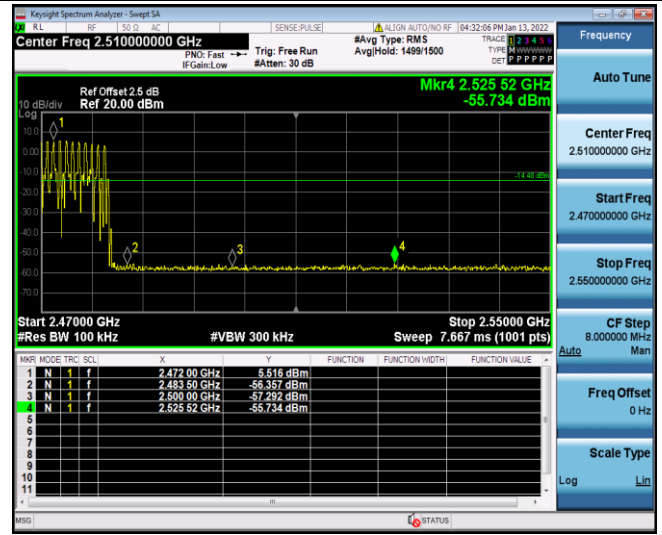 Keysight Spectrum Analyzer - Swept SA
RL RF 50 Ω AC SENSE:PULSE ALIGN AUTO/NO RF 04:32:06 PM Jan 13, 2022
Center Freq 2.510000000 GHz
PNO: Fast
IFGain:Low
Trig: Free Run
#Atten: 30 dB
#Avg Type: RMS
Avg|Hold: 1499/1500
TRACE 1 2 3 4 5 6
TYPE M WWWWW
DET P P P P P P
Mkr4 2.525 52 GHz
-55.734 dBm
Ref Offset 2.5 dB
10 dB/div Ref 20.00 dBm
Log
10.0
0.00
-10.0
-20.0
-30.0
-40.0
-50.0
-60.0
-70.0
1
2
3
4
-14.48 dBm
Start 2.47000 GHz Stop 2.55000 GHz
#Res BW 100 kHz #VBW 300 kHz Sweep 7.667 ms (1001 pts)
MKR MODE TRC SCL X Y FUNCTION FUNCTION WIDTH FUNCTION VALUE
1 N 1 f 2.472 00 GHz 5.516 dBm
2 N 1 f 2.483 50 GHz -56.357 dBm
3 N 1 f 2.500 00 GHz -57.292 dBm
4 N 1 f 2.525 52 GHz -55.734 dBm
5
6
7
8
9
10
11
MSG STATUS
Frequency
Auto Tune
Center Freq
2.510000000 GHz
Start Freq
2.470000000 GHz
Stop Freq
2.550000000 GHz
CF Step
8.000000 MHz
Auto Man
Freq Offset
0 Hz
Scale Type
Log Lin